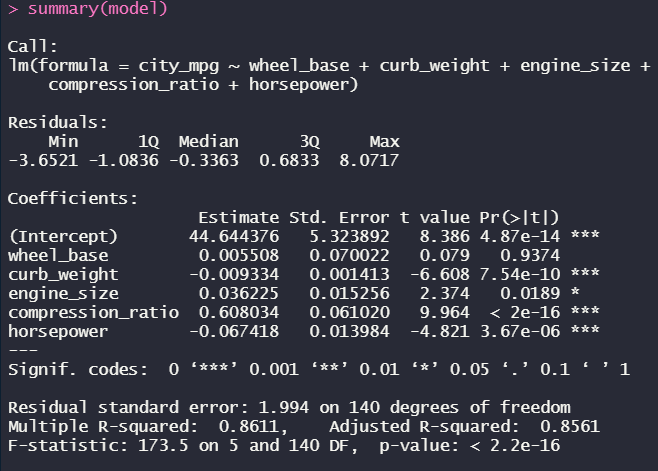 > summary(model)
Call:
lm(formula = city_mpg ~ wheel_base + curb_weight + engine_size +
    compression_ratio + horsepower)
Residuals:
    Min      1Q  Median      3Q     Max
-3.6521 -1.0836 -0.3363  0.6833  8.0717
Coefficients:
                   Estimate Std. Error t value Pr(>|t|)
(Intercept)       44.644376   5.323892   8.386 4.87e-14 ***
wheel_base         0.005508   0.070022   0.079   0.9374
curb_weight       -0.009334   0.001413  -6.608 7.54e-10 ***
engine_size        0.036225   0.015256   2.374   0.0189 *
compression_ratio  0.608034   0.061020   9.964  < 2e-16 ***
horsepower        -0.067418   0.013984  -4.821 3.67e-06 ***
---
Signif. codes:  0 ‘***’ 0.001 ‘**’ 0.01 ‘*’ 0.05 ‘.’ 0.1 ‘ ’ 1
Residual standard error: 1.994 on 140 degrees of freedom
Multiple R-squared:  0.8611,    Adjusted R-squared:  0.8561
F-statistic: 173.5 on 5 and 140 DF,  p-value: < 2.2e-16